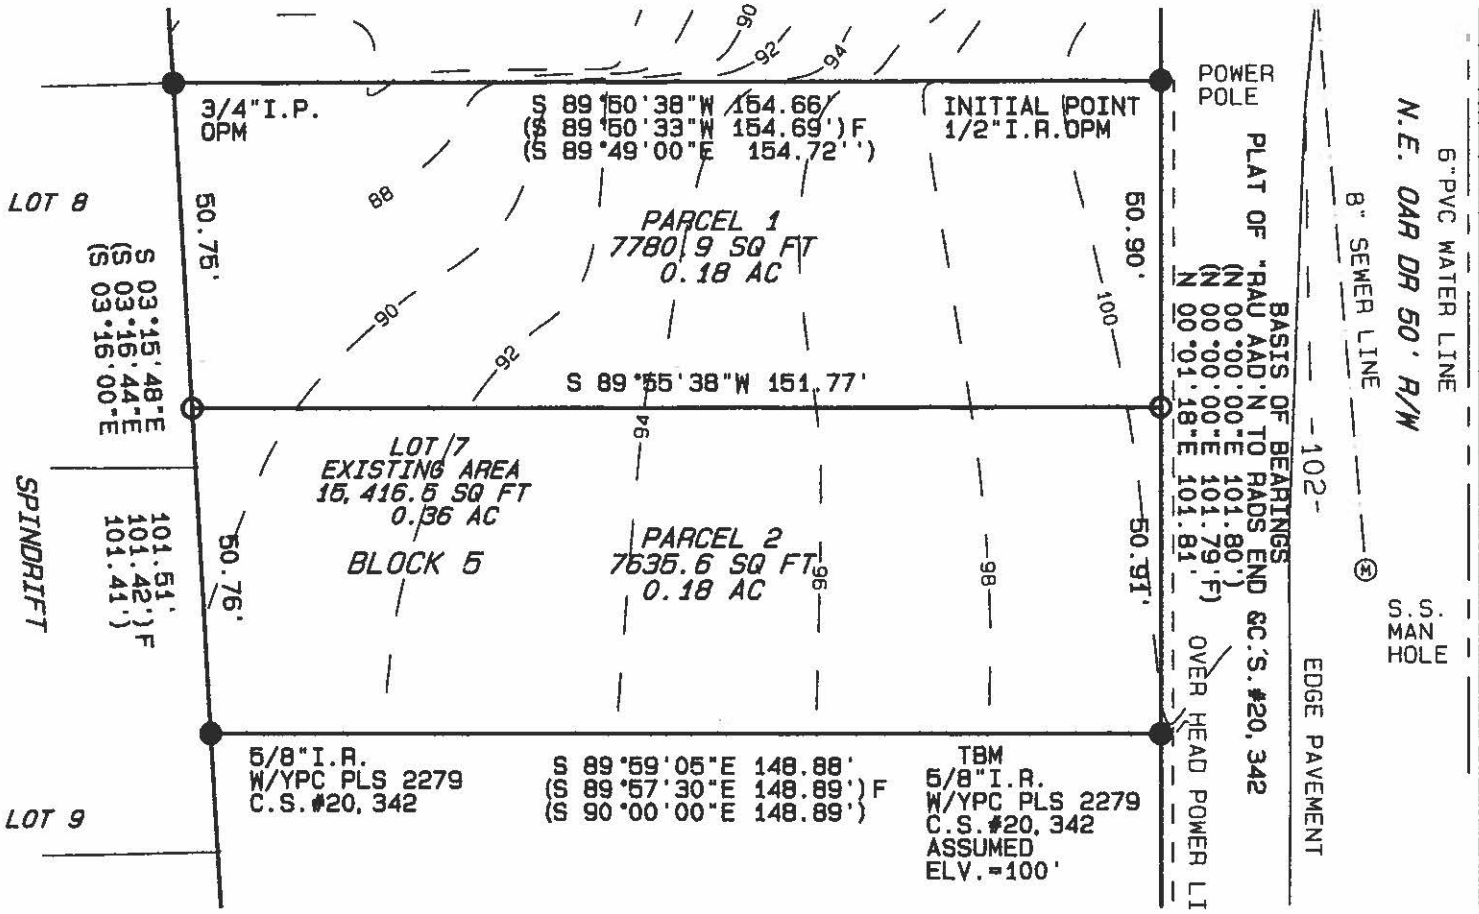 90
92
94
POWER
POLE
3/4"I.P.
OPM
S 89°50'38"W 154.66'
(S 89°50'33"W 154.69')F
(S 89°49'00"E 154.72'')
INITIAL POINT
1/2"I.R.OPM
LOT 8
88
50.75'
PARCEL 1
7780.9 SQ FT
0.18 AC
50.90'
S 03°15'48"E
(S 03°16'44"E
(S 03°16'00"E
90
92
100
S 89°55'38"W 151.77'
94
LOT 7
EXISTING AREA
15,416.5 SQ FT
0.36 AC
BLOCK 5
PARCEL 2
7635.6 SQ FT
0.18 AC
96
98
50.91'
50.76'
101.51'
101.42')F
101.41')
SPINDRIFT
5/8"I.R.
W/YPC PLS 2279
C.S.#20,342
S 89°59'05"E 148.88'
(S 89°57'30"E 148.89')F
(S 90°00'00"E 148.89')
TBM
5/8"I.R.
W/YPC PLS 2279
C.S.#20,342
ASSUMED
ELV.=100'
LOT 9
6"PVC WATER LINE
N.E. OAR DR 50' R/W
8" SEWER LINE
-102-
PLAT OF "RAU AAD'N TO RADS END &C.'S.#20,342
BASIS OF BEARINGS
(N 00°00'00"E 101.80')
(N 00°00'00"E 101.79'F)
N 00°01'18"E 101.81'
M
S.S.
MAN
HOLE
EDGE PAVEMENT
OVER HEAD POWER LI